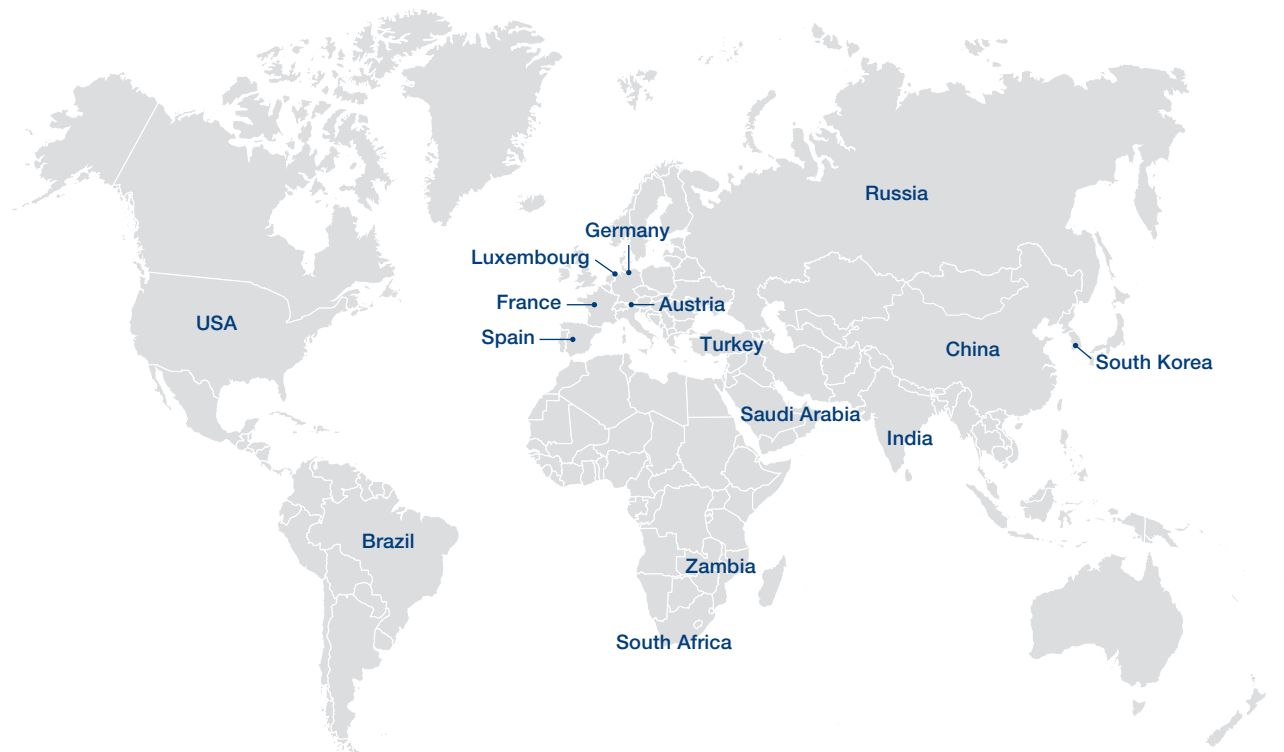 Russia
Germany
Luxembourg
France
Austria
USA
Spain
Turkey
China
South Korea
Saudi Arabia
India
Brazil
Zambia
South Africa